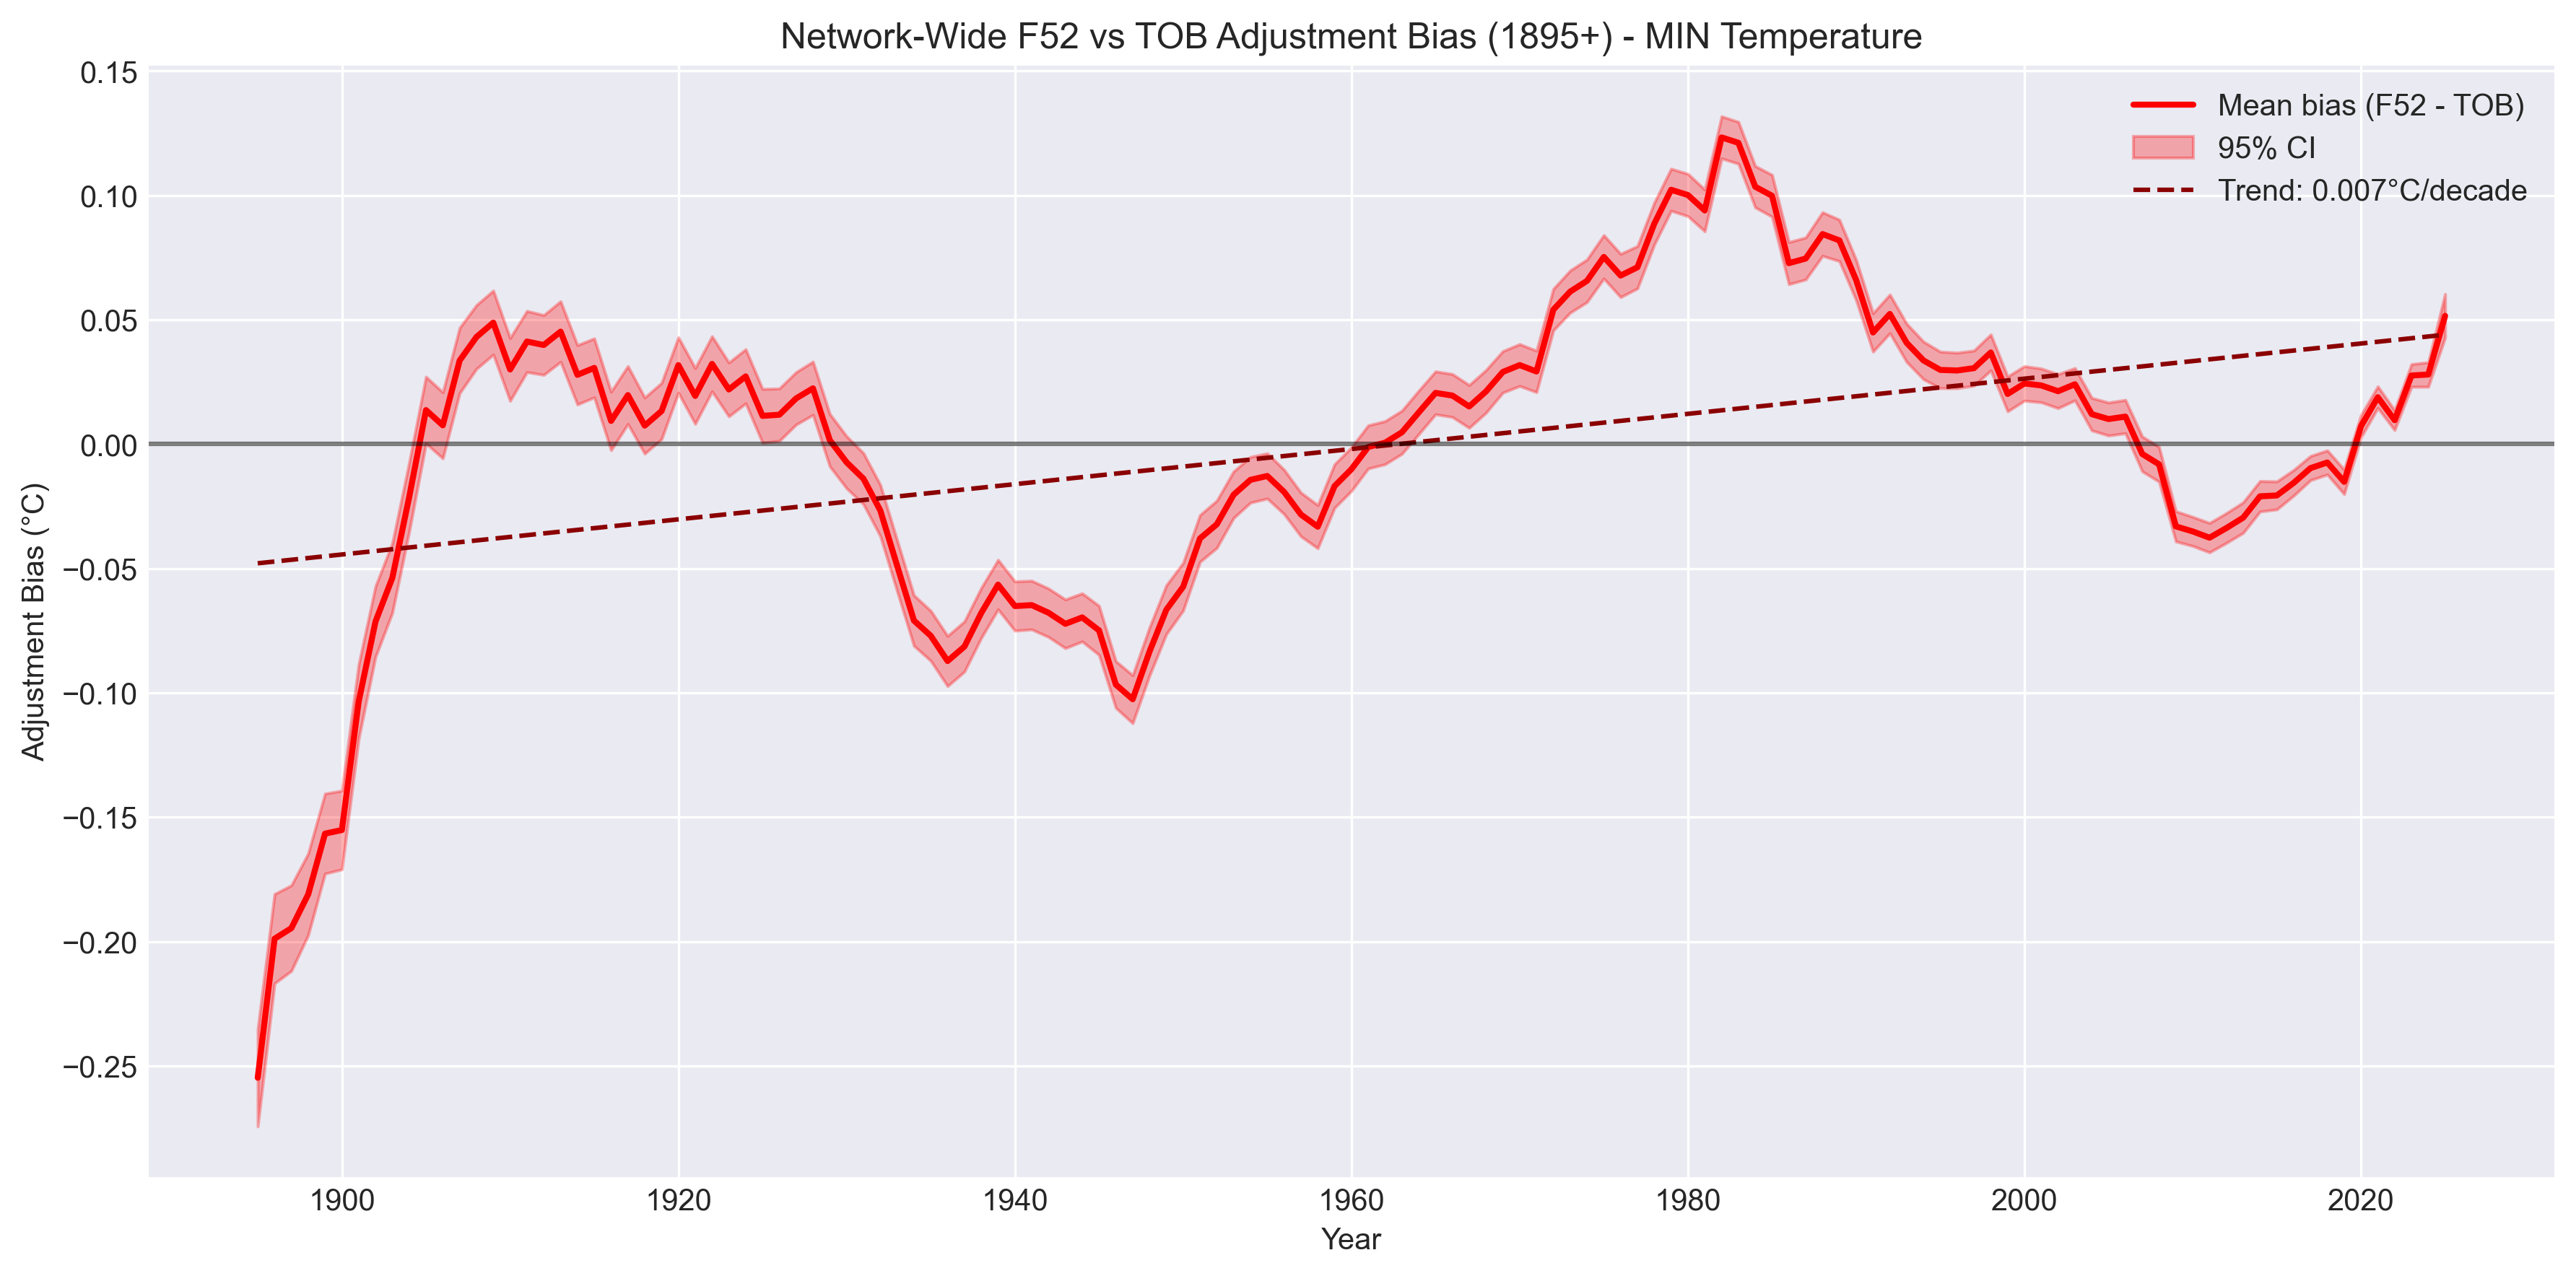 Network-Wide F52 vs TOB Adjustment Bias (1895+) - MIN Temperature
Mean bias (F52 - TOB)
95% CI
Trend: 0.007°C/decade
Adjustment Bias (°C)
0.15
0.10
0.05
0.00
−0.05
−0.10
−0.15
−0.20
−0.25
1900 1920 1940 1960 1980 2000 2020
Year